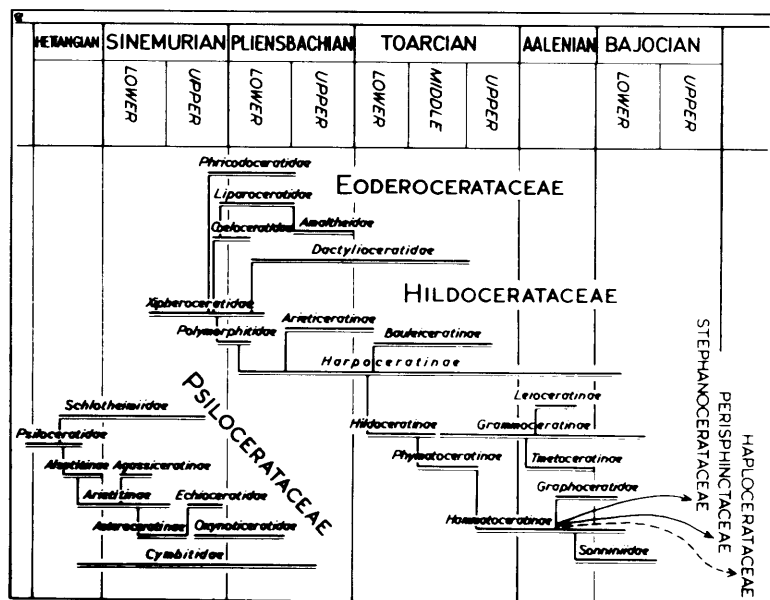 HETTANGIAN SINEMURIAN PLIENSBACHIAN TOARCIAN AALENIAN BAJOCIAN
LOWER UPPER LOWER UPPER LOWER MIDDLE UPPER LOWER UPPER
Phricodoceratidae
EODEROCERATACEAE
Liparoceratidae
Coeloceratidae Amaltheidae
Dactylioceratidae
HILDOCERATACEAE
Xipheroceratidae
Polymorphitidae Arieticeratinae
Bouleiceratinae
Harpoceratinae
PSILOCERATACEAE
STEPHANOCERATACEAE
PERISPHINCTACEAE
HAPLOCERATACEAE
Schlotheimiidae
Leioceratinae
Psiloceratidae
Hildoceratinae Grammoceratinae
Alsatitinae Agassiceratinae
Phymatoceratinae Tmetoceratinae
Arietitinae Echioceratidae
Graphoceratidae
Asteroceratinae Oxynoticeratidae
Hammatoceratinae
Cymbitidae
Sonniniidae